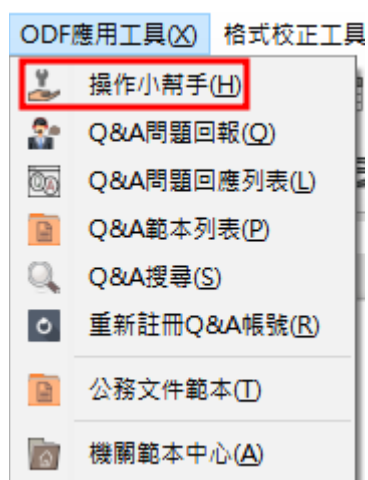 ODF應用工具(X) 格式校正工具
操作小幫手(H)
Q&A問題回報(Q)
Q&A問題回應列表(L)
Q&A範本列表(P)
Q&A搜尋(S)
重新註冊Q&A帳號(R)
公務文件範本(T)
機關範本中心(A)